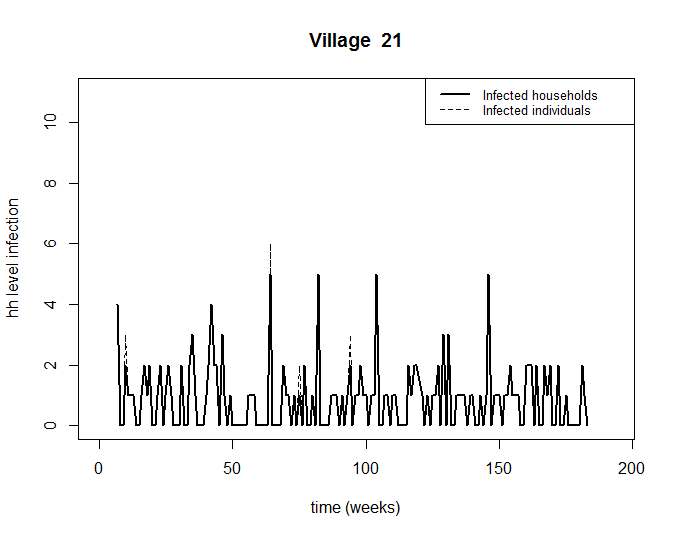 Village 21
Infected households
Infected individuals
hh level infection
10
8
6
4
2
0
0 50 100 150 200
time (weeks)